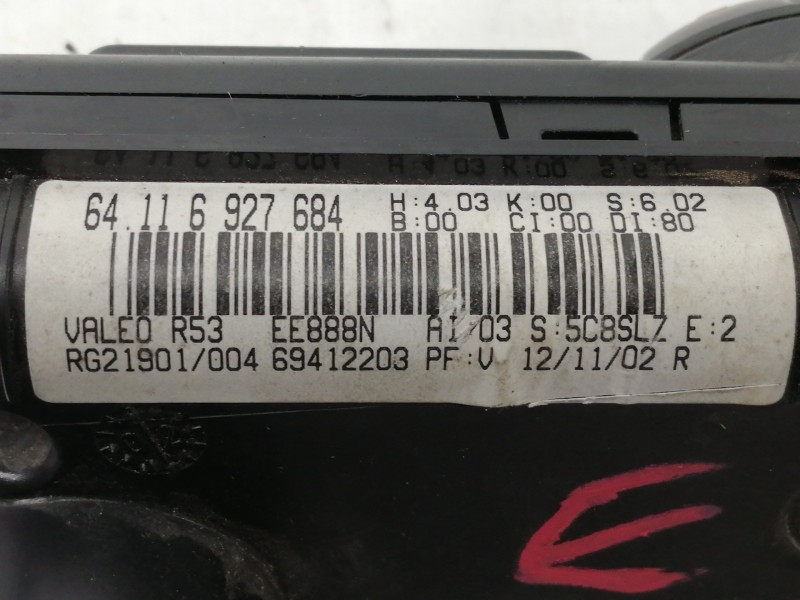 64.11 6 927 684 H:4.03 K:00 S:6.02
B:00 CI:00 DI:80
VALEO R53 EE888N AI:03 S:5C8SLZ E:2
RG21901/004 69412203 PF:V 12/11/02 R
E